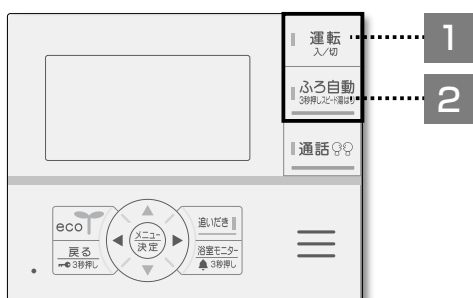 運転
入/切
1
ふろ自動
3秒押しスピード湯はり
2
通話
eco
メニュー
決定
追いだき
戻る
3秒押し
浴室モニター
3秒押し